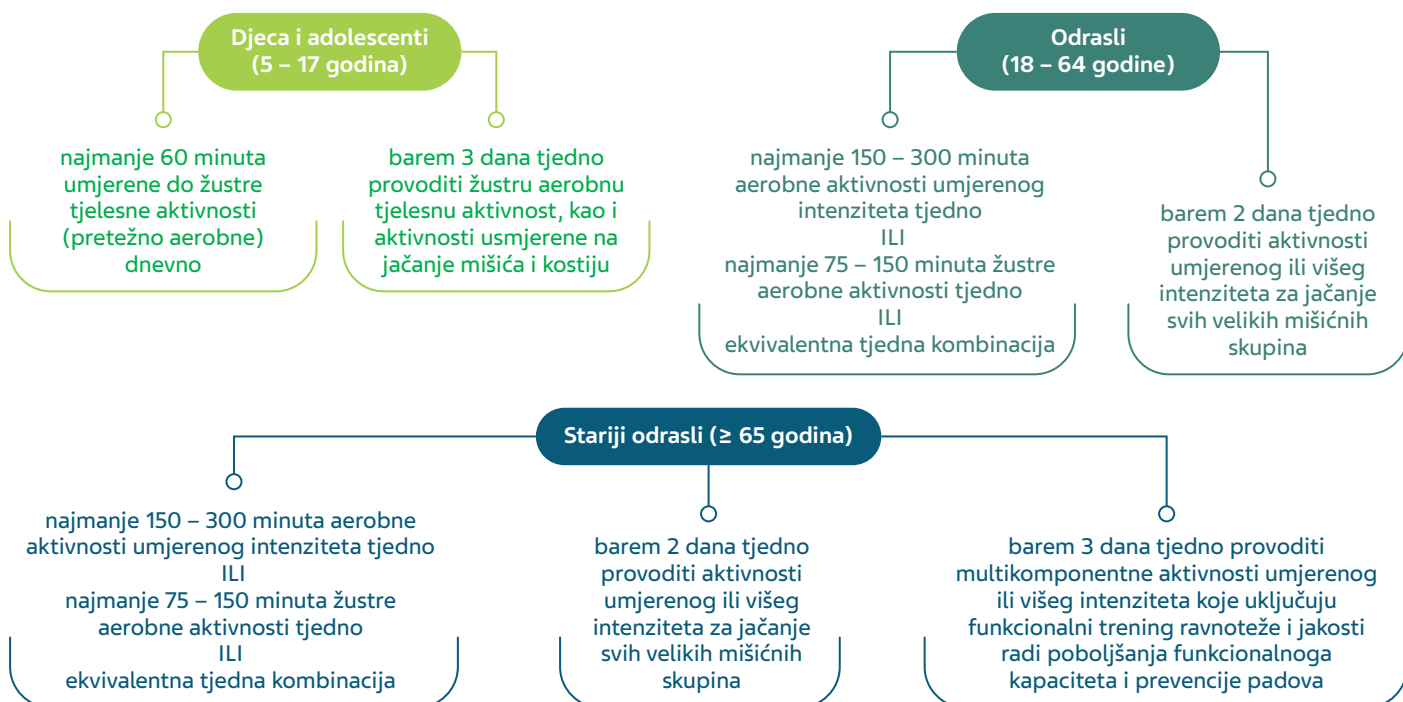 Djeca i adolescenti
(5 – 17 godina)
najmanje 60 minuta
umjerene do žustre
tjelesne aktivnosti
(pretežno aerobne)
dnevno
barem 3 dana tjedno
provoditi žustru aerobnu
tjelesnu aktivnost, kao i
aktivnosti usmjerene na
jačanje mišića i kostiju
Odrasli
(18 – 64 godine)
najmanje 150 – 300 minuta
aerobne aktivnosti umjerenog
intenziteta tjedno
ILI
najmanje 75 – 150 minuta žustre
aerobne aktivnosti tjedno
ILI
ekvivalentna tjedna kombinacija
barem 2 dana tjedno
provoditi aktivnosti
umjerenog ili višeg
intenziteta za jačanje
svih velikih mišićnih
skupina
Stariji odrasli (≥ 65 godina)
najmanje 150 – 300 minuta aerobne
aktivnosti umjerenog intenziteta tjedno
ILI
najmanje 75 – 150 minuta žustre
aerobne aktivnosti tjedno
ILI
ekvivalentna tjedna kombinacija
barem 2 dana tjedno
provoditi aktivnosti
umjerenog ili višeg
intenziteta za jačanje
svih velikih mišićnih
skupina
barem 3 dana tjedno provoditi
multikomponentne aktivnosti umjerenog
ili višeg intenziteta koje uključuju
funkcionalni trening ravnoteže i jakosti
radi poboljšanja funkcionalnoga
kapaciteta i prevencije padova